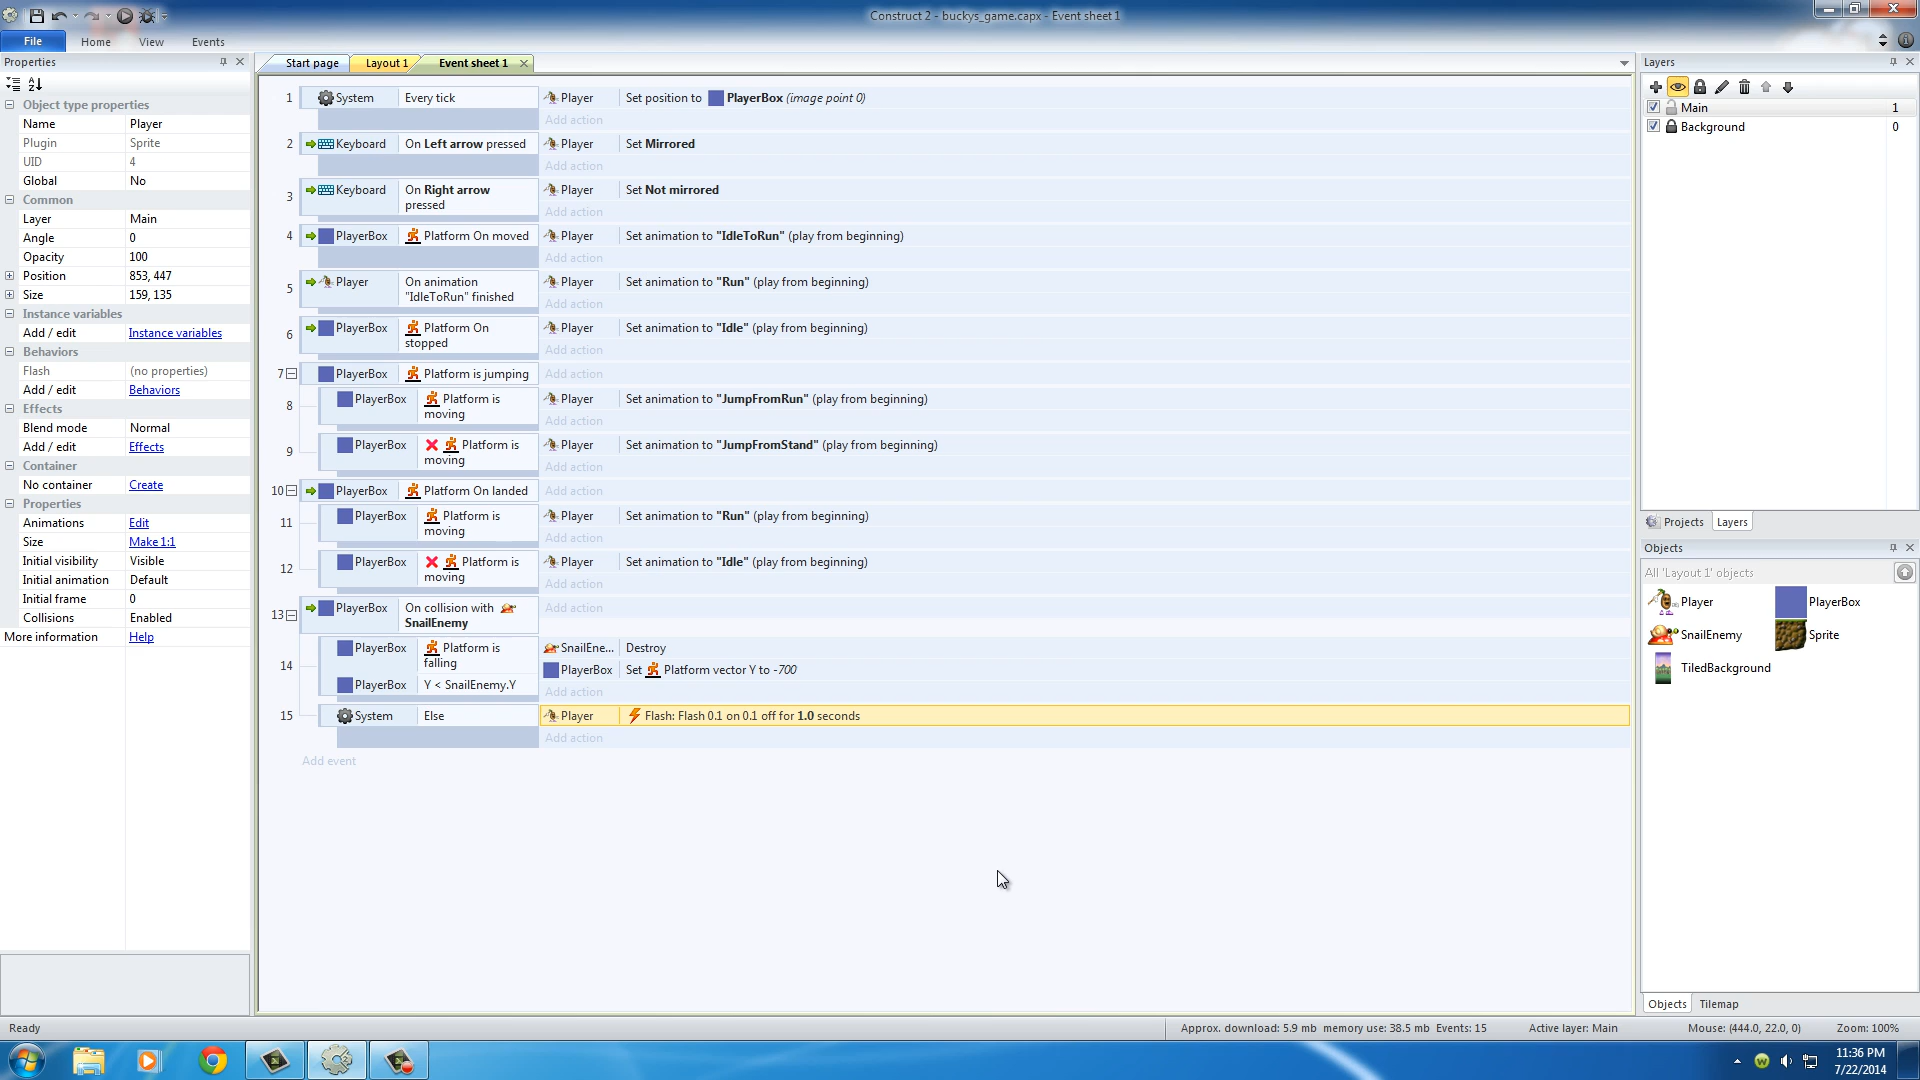 Construct 2 - buckys_game.capx - Event sheet 1
File Home View Events
Properties
Start page Layout 1 Event sheet 1
Layers
Object type properties
Name Player
Plugin Sprite
UID 4
Global No
Common
Layer Main
Angle 0
Opacity 100
Position 853, 447
Size 159, 135
Instance variables
Add / edit Instance variables
Behaviors
Flash (no properties)
Add / edit Behaviors
Effects
Blend mode Normal
Add / edit Effects
Container
No container Create
Properties
Animations Edit
Size Make 1:1
Initial visibility Visible
Initial animation Default
Initial frame 0
Collisions Enabled
More information Help
1 System Every tick Player Set position to PlayerBox (image point 0)
Add action
2 Keyboard On Left arrow pressed Player Set Mirrored
Add action
3 Keyboard On Right arrow pressed Player Set Not mirrored
Add action
4 PlayerBox Platform On moved Player Set animation to "IdleToRun" (play from beginning)
Add action
5 Player On animation "IdleToRun" finished Player Set animation to "Run" (play from beginning)
Add action
6 PlayerBox Platform On stopped Player Set animation to "Idle" (play from beginning)
Add action
7 PlayerBox Platform is jumping Add action
8 PlayerBox Platform is moving Player Set animation to "JumpFromRun" (play from beginning)
Add action
9 PlayerBox Platform is moving Player Set animation to "JumpFromStand" (play from beginning)
Add action
10 PlayerBox Platform On landed Add action
11 PlayerBox Platform is moving Player Set animation to "Run" (play from beginning)
Add action
12 PlayerBox Platform is moving Player Set animation to "Idle" (play from beginning)
Add action
13 PlayerBox On collision with SnailEnemy Add action
14 PlayerBox Platform is falling SnailEne... Destroy
PlayerBox Set Platform vector Y to -700
PlayerBox Y < SnailEnemy.Y Add action
15 System Else Player Flash: Flash 0.1 on 0.1 off for 1.0 seconds
Add action
Add event
Main 1
Background 0
Projects Layers
Objects
All 'Layout 1' objects
Player PlayerBox
SnailEnemy Sprite
TiledBackground
Objects Tilemap
Ready Approx. download: 5.9 mb memory use: 38.5 mb Events: 15 Active layer: Main Mouse: (444.0, 22.0, 0) Zoom: 100%
11:36 PM
7/22/2014